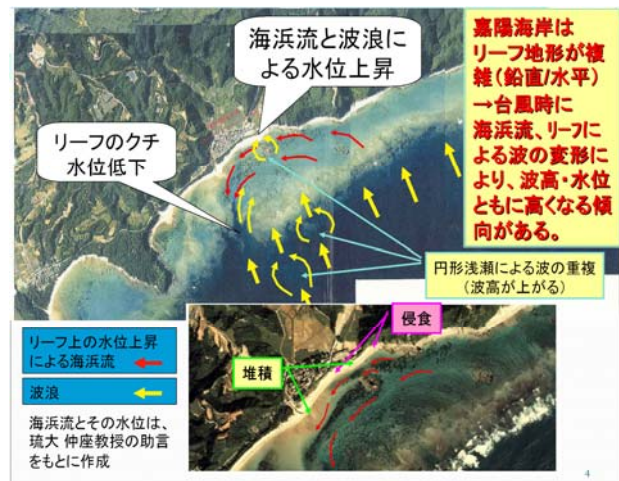 海浜流と波浪に
よる水位上昇
リーフのクチ
水位低下
嘉陽海岸は
リーフ地形が複
雑(鉛直/水平)
→台風時に
海浜流、リーフに
よる波の変形に
より、波高・水位
ともに高くなる傾
向がある。
円形浅瀬による波の重複
(波高が上がる)
侵食
堆積
リーフ上の水位上昇
による海浜流
波浪
海浜流とその水位は、
琉大 仲座教授の助言
をもとに作成
4